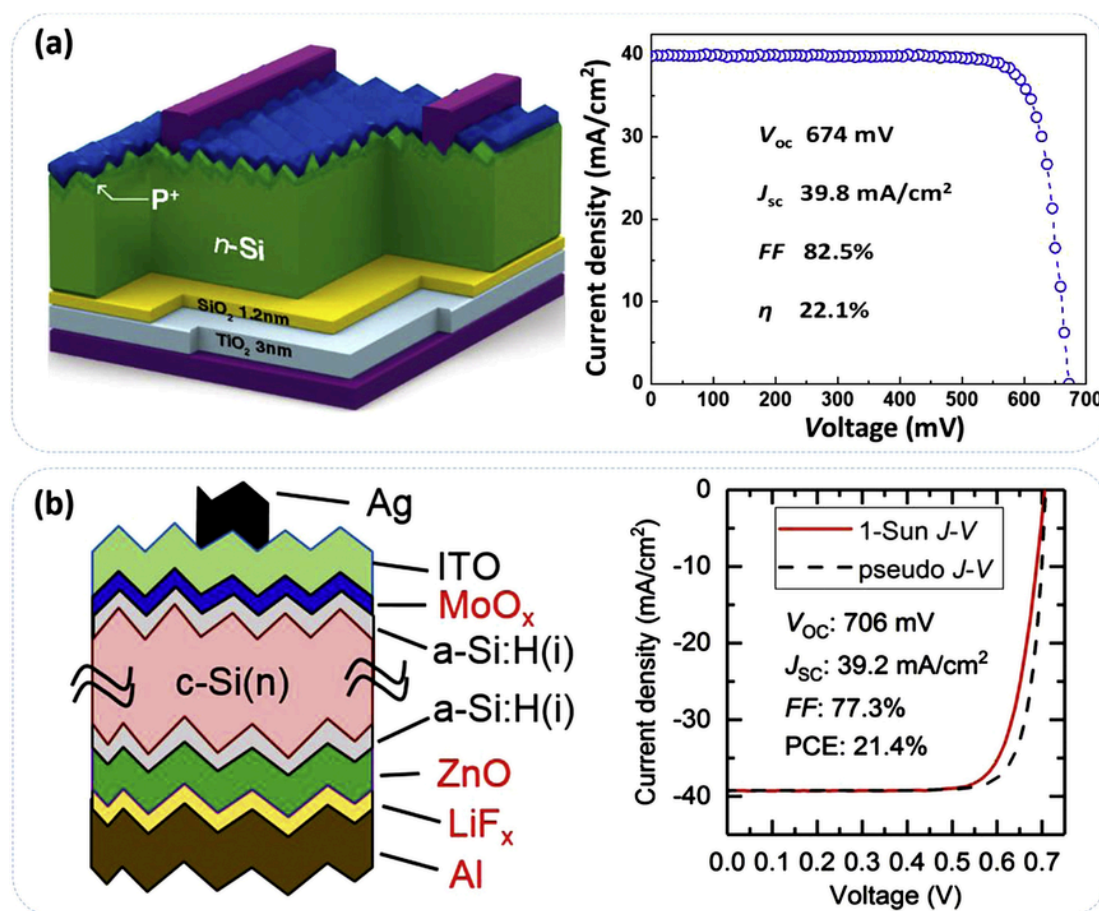 (a)
P⁺
n-Si
SiO₂ 1.2nm
TiO₂ 3nm
Current density (mA/cm²)
40
30
20
10
0
V_oc 674 mV
J_sc 39.8 mA/cm²
FF 82.5%
η 22.1%
0 100 200 300 400 500 600 700
Voltage (mV)
(b)
Ag
ITO
MoOₓ
a-Si:H(i)
c-Si(n)
a-Si:H(i)
ZnO
LiFₓ
Al
Current density (mA/cm²)
0
-10
-20
-30
-40
1-Sun J-V
pseudo J-V
V_OC: 706 mV
J_SC: 39.2 mA/cm²
FF: 77.3%
PCE: 21.4%
0.0 0.1 0.2 0.3 0.4 0.5 0.6 0.7
Voltage (V)